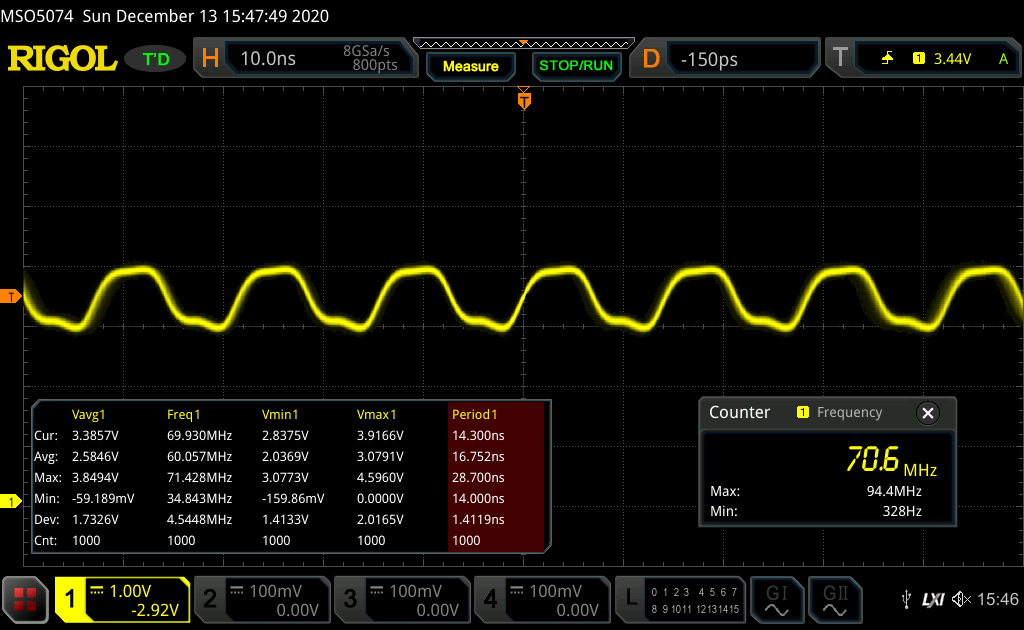 MSO5074 Sun December 13 15:47:49 2020
RIGOL T'D H 10.0ns 8GSa/s 800pts Measure STOP/RUN D -150ps T 1 3.44V A
T
T
1
Vavg1 Freq1 Vmin1 Vmax1 Period1
Cur: 3.3857V 69.930MHz 2.8375V 3.9166V 14.300ns
Avg: 2.5846V 60.057MHz 2.0369V 3.0791V 16.752ns
Max: 3.8494V 71.428MHz 3.0773V 4.5960V 28.700ns
Min: -59.189mV 34.843MHz -159.86mV 0.0000V 14.000ns
Dev: 1.7326V 4.5448MHz 1.4133V 2.0165V 1.4119ns
Cnt: 1000 1000 1000 1000 1000
Counter 1 Frequency
70.6 MHz
Max: 94.4MHz
Min: 328Hz
1 1.00V -2.92V
2 100mV 0.00V
3 100mV 0.00V
4 100mV 0.00V
L 0 1 2 3 4 5 6 7
8 9 10 11 12 13 14 15
GI
GII
LXI 15:46